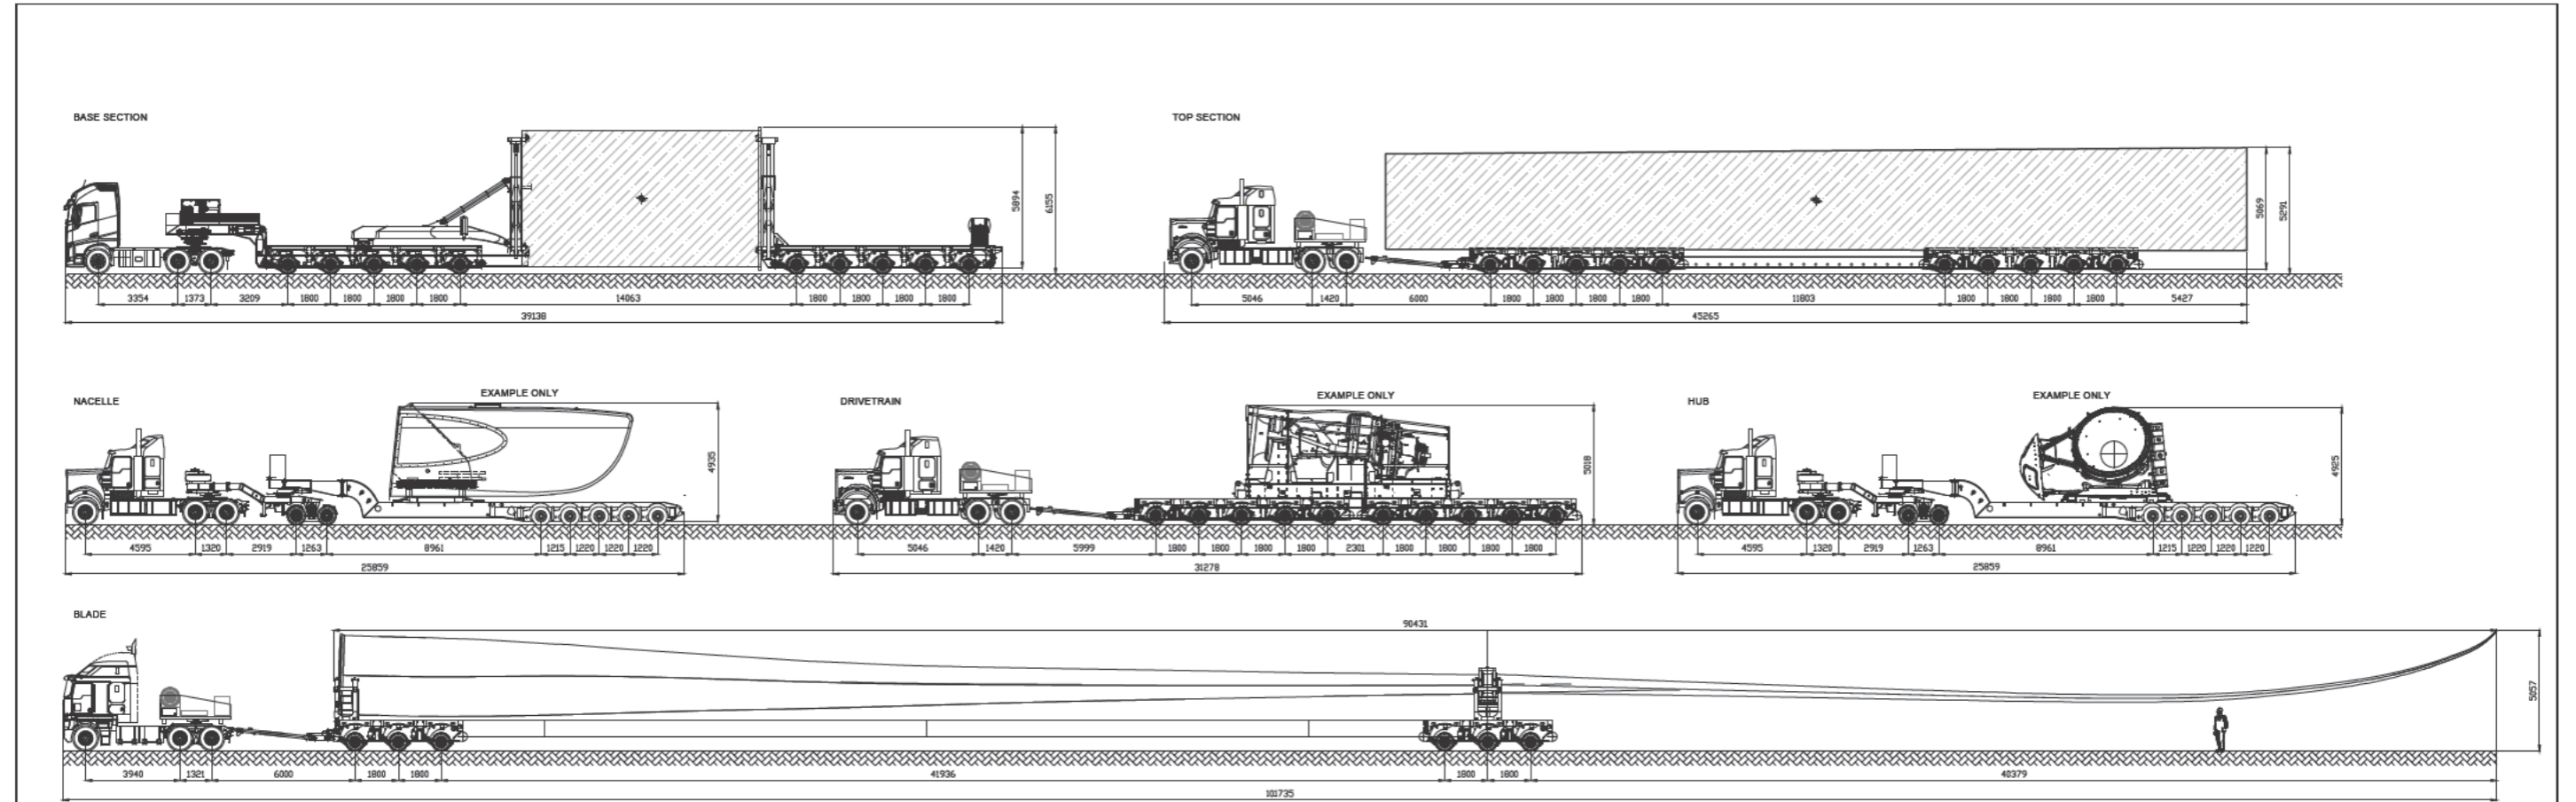 BASE SECTION
TOP SECTION
5894
6155
5069
5291
3354 1373 3209 1800 1800 1800 1800 14063 1800 1800 1800 1800
39138
5046 1420 6000 1800 1800 1800 1800 11803 1800 1800 1800 1800 5427
45265
NACELLE
EXAMPLE ONLY
DRIVETRAIN
EXAMPLE ONLY
HUB
EXAMPLE ONLY
4935
5018
4925
4595 1320 2919 1263 8961 1215 1220 1220 1220
25859
5046 1420 5999 1800 1800 1800 1800 2301 1800 1800 1800 1800
31278
4595 1320 2919 1263 8961 1215 1220 1220 1220
25859
BLADE
90431
5057
3940 1321 6000 1800 1800 41936 1800 1800 40379
101735